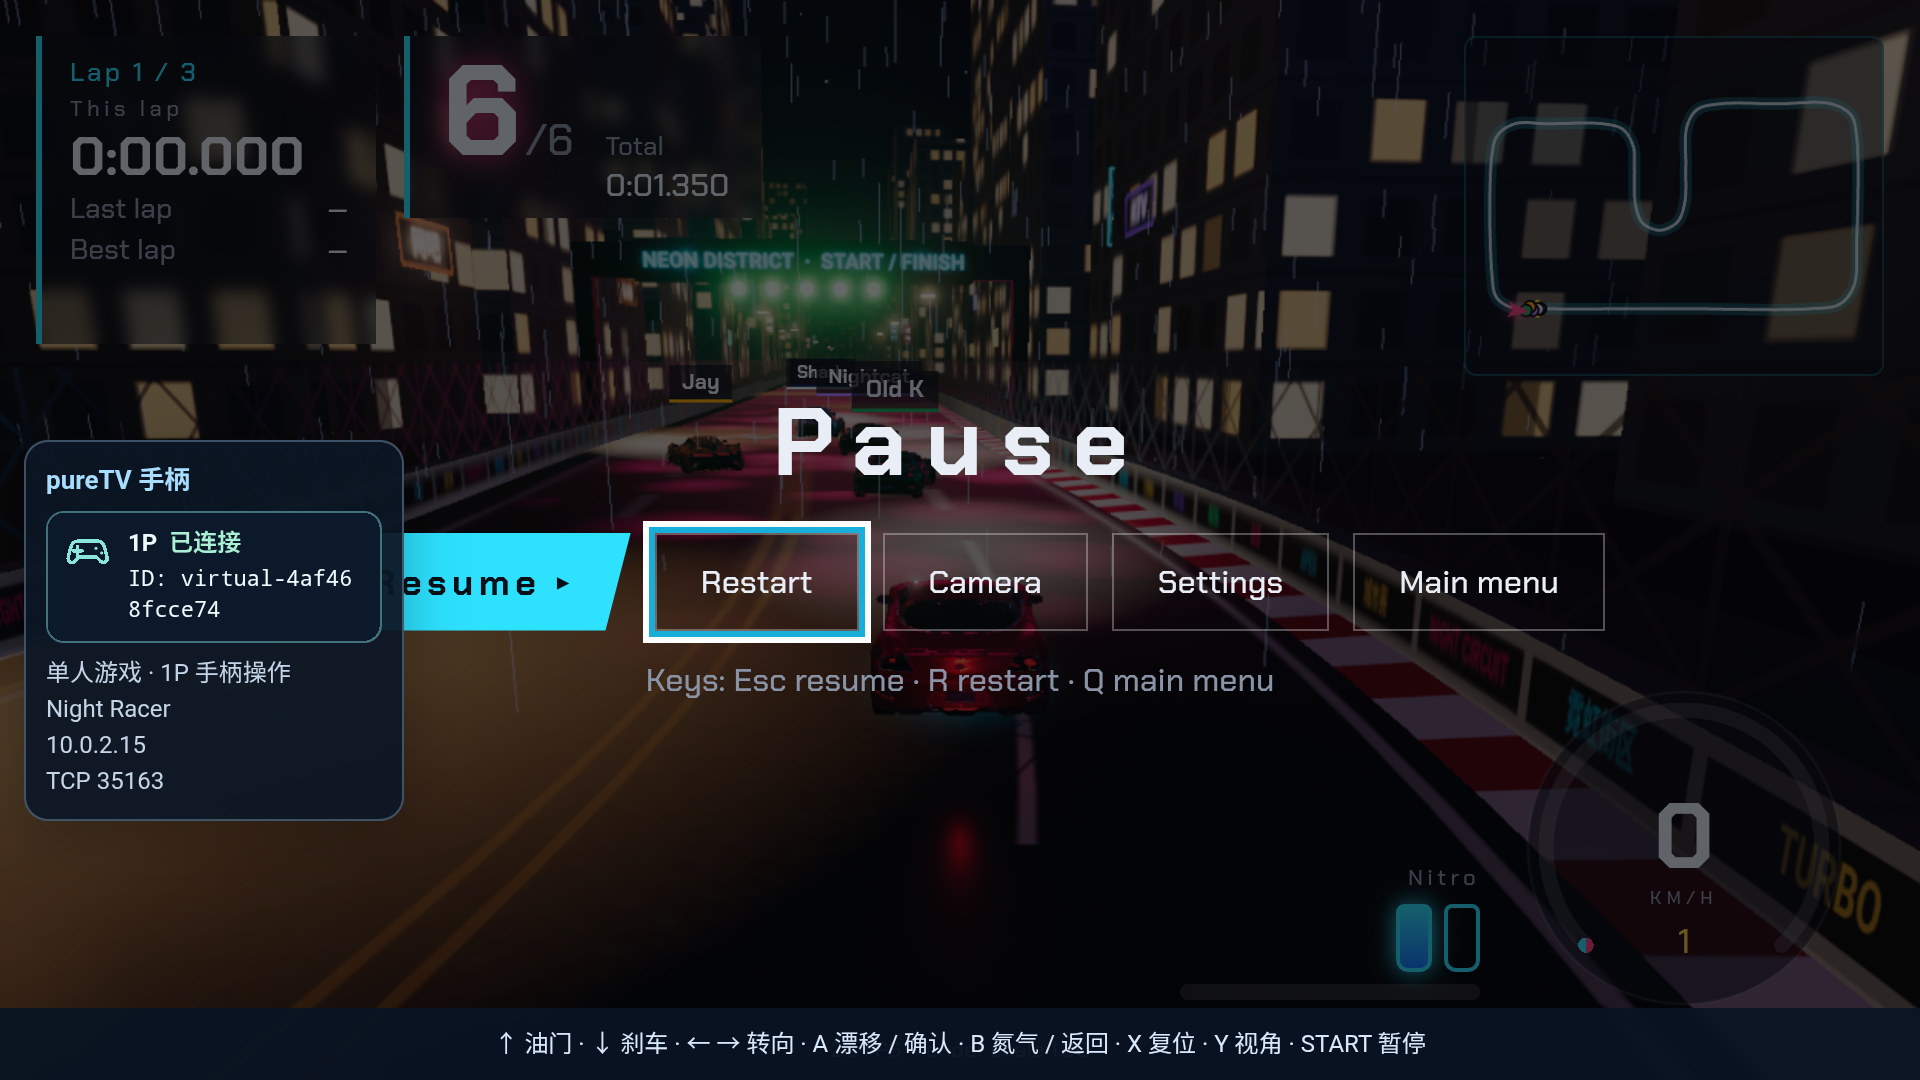 Lap 1 / 3
This lap
0:00.000
Last lap —
Best lap —
6/6
Total
0:01.350
NEON DISTRICT · START / FINISH
Jay
Old K
Pause
pureTV 手柄
1P 已连接
ID: virtual-4af46
8fcce74
单人游戏 · 1P 手柄操作
Night Racer
10.0.2.15
TCP 35163
esume ▸
Restart
Camera
Settings
Main menu
Keys: Esc resume · R restart · Q main menu
NIGHT CIRCUIT
TURBO
Nitro
0
KM/H
1
↑ 油门 · ↓ 刹车 · ← → 转向 · A 漂移 / 确认 · B 氮气 / 返回 · X 复位 · Y 视角 · START 暂停